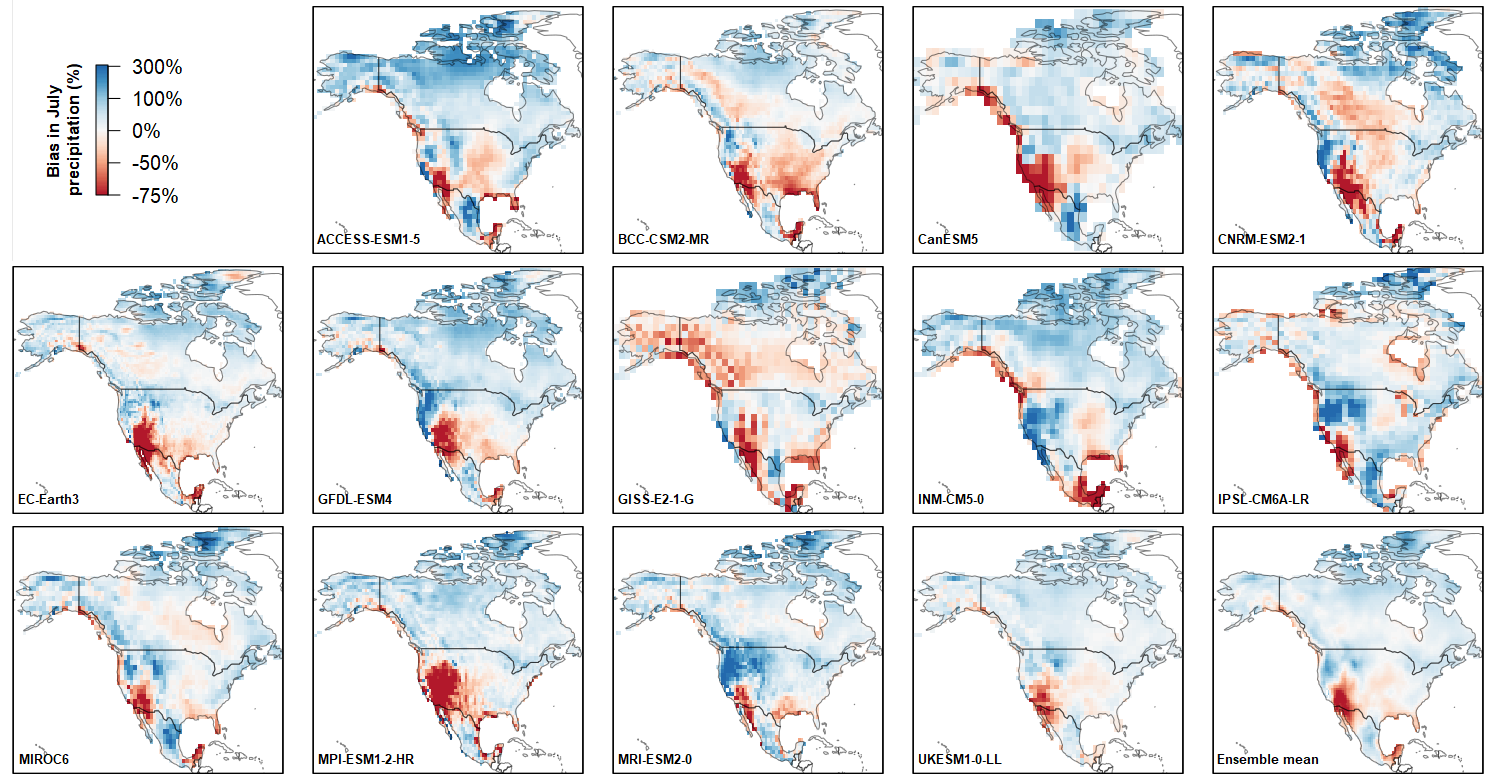 Bias in July
precipitation (%)
300%
100%
0%
-50%
-75%
ACCESS-ESM1-5
BCC-CSM2-MR
CanESM5
CNRM-ESM2-1
EC-Earth3
GFDL-ESM4
GISS-E2-1-G
INM-CM5-0
IPSL-CM6A-LR
MIROC6
MPI-ESM1-2-HR
MRI-ESM2-0
UKESM1-0-LL
Ensemble mean